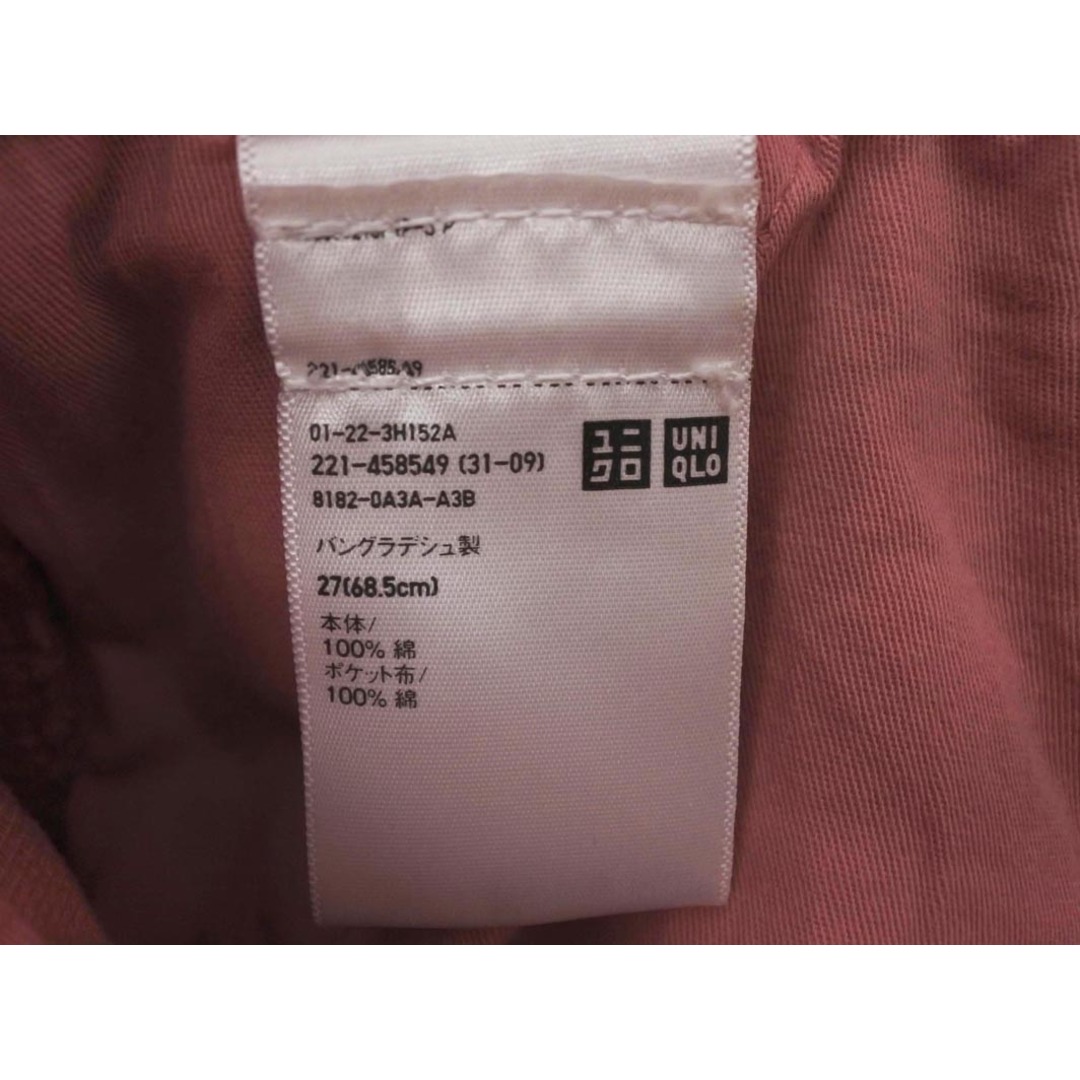 01-22-3H152A
221-458549 (31-09)
8182-0A3A-A3B
ユニ
クロ
UNI
QLO
バングラデシュ製
27(68.5cm)
本体/
100% 綿
ポケット布/
100% 綿